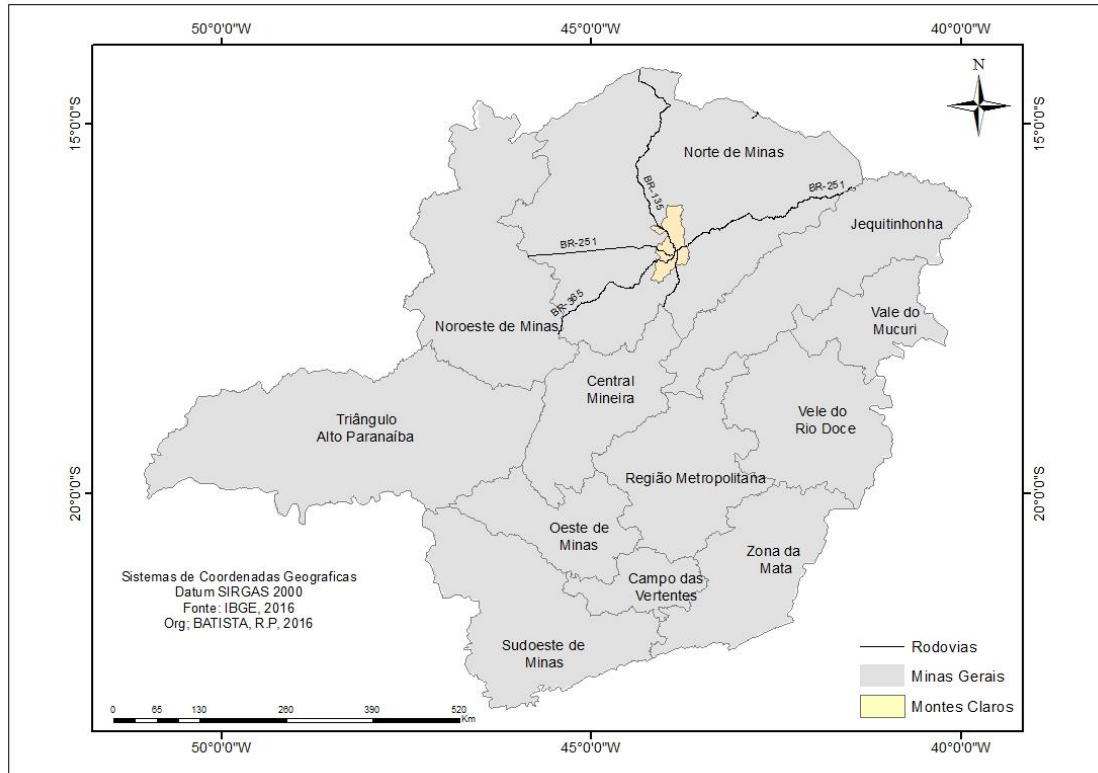 50°0'0"W
45°0'0"W
40°0'0"W
15°0'0"S
15°0'0"S
N
Norte de Minas
BR-135
BR-251
Jequitinhonha
BR-251
BR-365
Vale do
Mucuri
Noroeste de Minas
Central
Mineira
Triângulo
Alto Paranaíba
Vele do
Rio Doce
Região Metropolitana
20°0'0"S
20°0'0"S
Oeste de
Minas
Zona da
Mata
Campo das
Vertentes
Sistemas de Coordenadas Geograficas
Datum SIRGAS 2000
Fonte: IBGE, 2016
Org; BATISTA, R.P, 2016
Sudoeste de
Minas
Rodovias
Minas Gerais
Montes Claros
0 65 130 260 390 520
Km
50°0'0"W
45°0'0"W
40°0'0"W